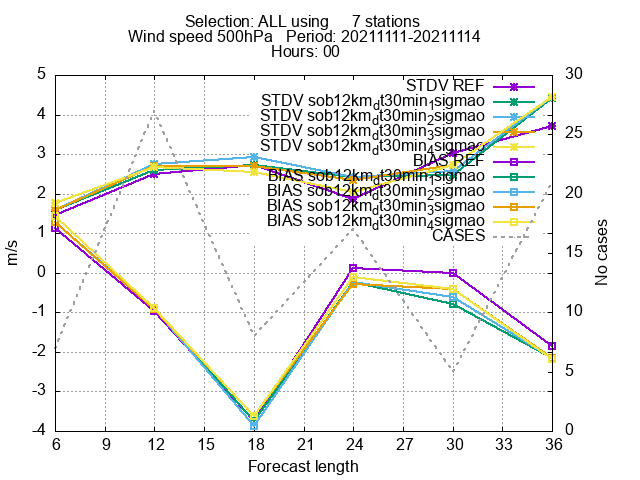 Selection: ALL using 7 stations
Wind speed 500hPa Period: 20211111-20211114
Hours: 00
5
4
3
2
1
0
-1
-2
-3
-4
30
25
20
15
10
5
0
m/s
No cases
STDV REF
STDV sob12km_dt30min_1sigmao
STDV sob12km_dt30min_2sigmao
STDV sob12km_dt30min_3sigmao
STDV sob12km_dt30min_4sigmao
BIAS REF
BIAS sob12km_dt30min_1sigmao
BIAS sob12km_dt30min_2sigmao
BIAS sob12km_dt30min_3sigmao
BIAS sob12km_dt30min_4sigmao
CASES
6 9 12 15 18 21 24 27 30 33 36
Forecast length